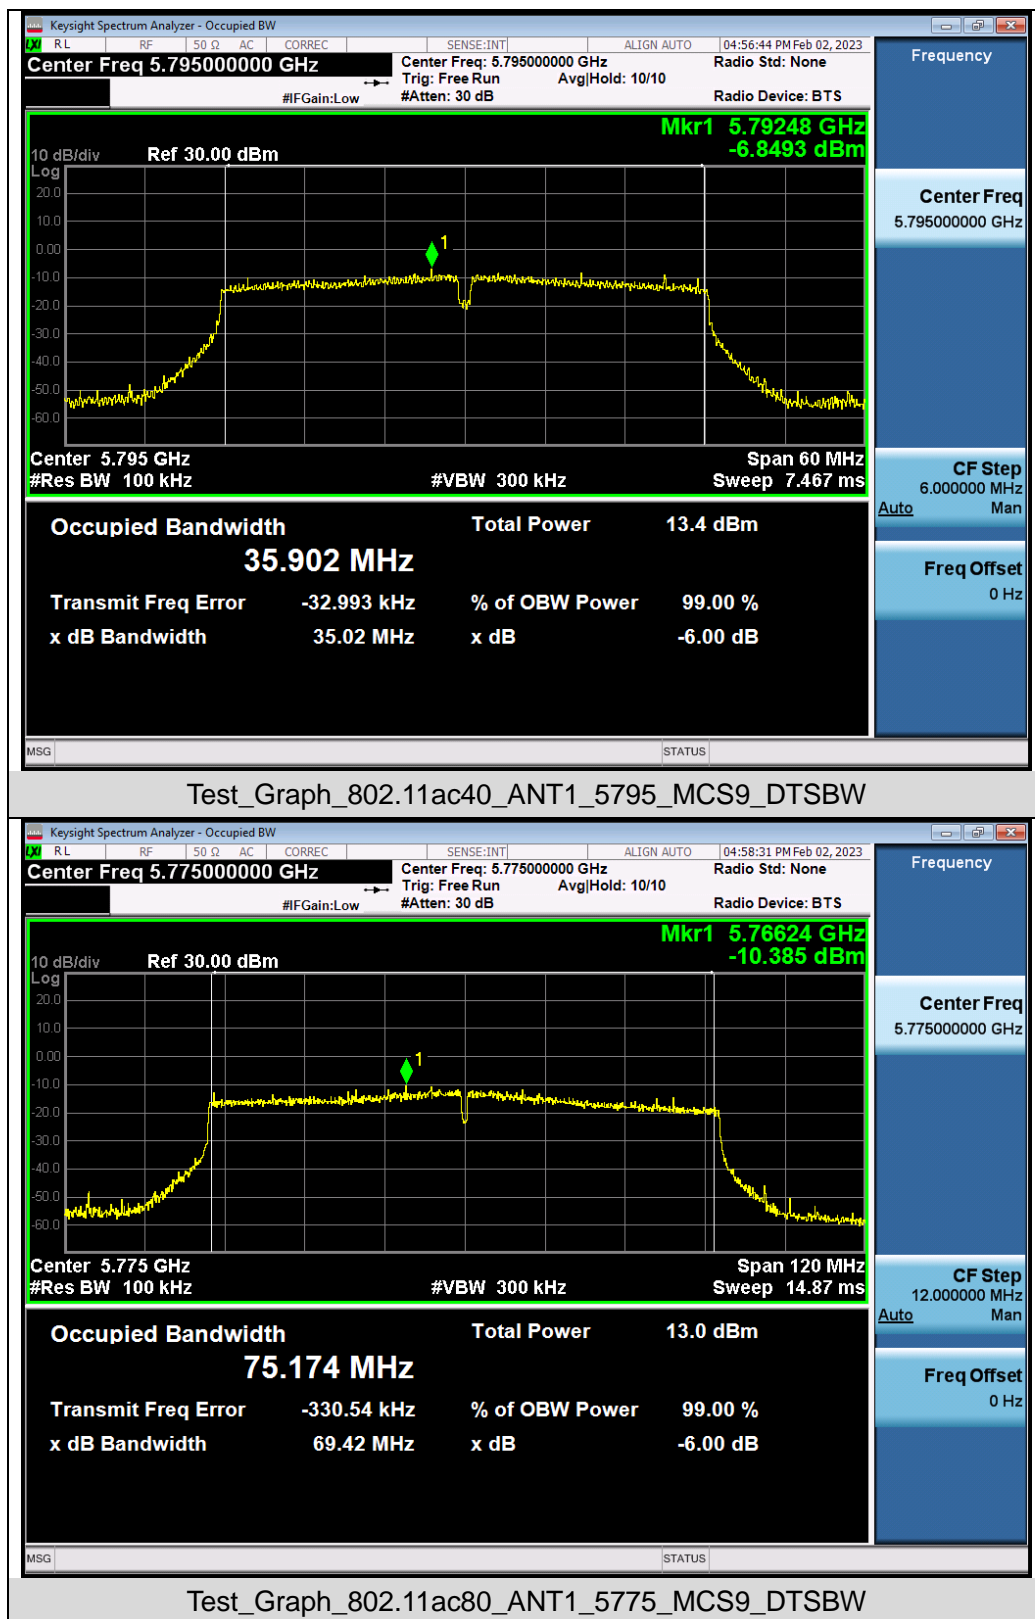 Keysight Spectrum Analyzer - Occupied BW
LXI RL RF 50 Ω AC CORREC SENSE:INT ALIGN AUTO 04:56:44 PM Feb 02, 2023
Center Freq 5.795000000 GHz
Center Freq: 5.795000000 GHz
Radio Std: None
Trig: Free Run Avg|Hold: 10/10
#IFGain:Low
#Atten: 30 dB
Radio Device: BTS
Frequency
Mkr1 5.79248 GHz
-6.8493 dBm
10 dB/div Ref 30.00 dBm
Log
20.0
10.0
0.00
-10.0
-20.0
-30.0
-40.0
-50.0
-60.0
1
Center 5.795 GHz
Span 60 MHz
#Res BW 100 kHz
#VBW 300 kHz
Sweep 7.467 ms
Center Freq
5.795000000 GHz
CF Step
6.000000 MHz
Auto Man
Freq Offset
0 Hz
Occupied Bandwidth
35.902 MHz
Total Power 13.4 dBm
Transmit Freq Error -32.993 kHz % of OBW Power 99.00 %
x dB Bandwidth 35.02 MHz x dB -6.00 dB
MSG STATUS
Test_Graph_802.11ac40_ANT1_5795_MCS9_DTSBW
Keysight Spectrum Analyzer - Occupied BW
LXI RL RF 50 Ω AC CORREC SENSE:INT ALIGN AUTO 04:58:31 PM Feb 02, 2023
Center Freq 5.775000000 GHz
Center Freq: 5.775000000 GHz
Radio Std: None
Trig: Free Run Avg|Hold: 10/10
#IFGain:Low
#Atten: 30 dB
Radio Device: BTS
Frequency
Mkr1 5.76624 GHz
-10.385 dBm
10 dB/div Ref 30.00 dBm
Log
20.0
10.0
0.00
-10.0
-20.0
-30.0
-40.0
-50.0
-60.0
1
Center 5.775 GHz
Span 120 MHz
#Res BW 100 kHz
#VBW 300 kHz
Sweep 14.87 ms
Center Freq
5.775000000 GHz
CF Step
12.000000 MHz
Auto Man
Freq Offset
0 Hz
Occupied Bandwidth
75.174 MHz
Total Power 13.0 dBm
Transmit Freq Error -330.54 kHz % of OBW Power 99.00 %
x dB Bandwidth 69.42 MHz x dB -6.00 dB
MSG STATUS
Test_Graph_802.11ac80_ANT1_5775_MCS9_DTSBW